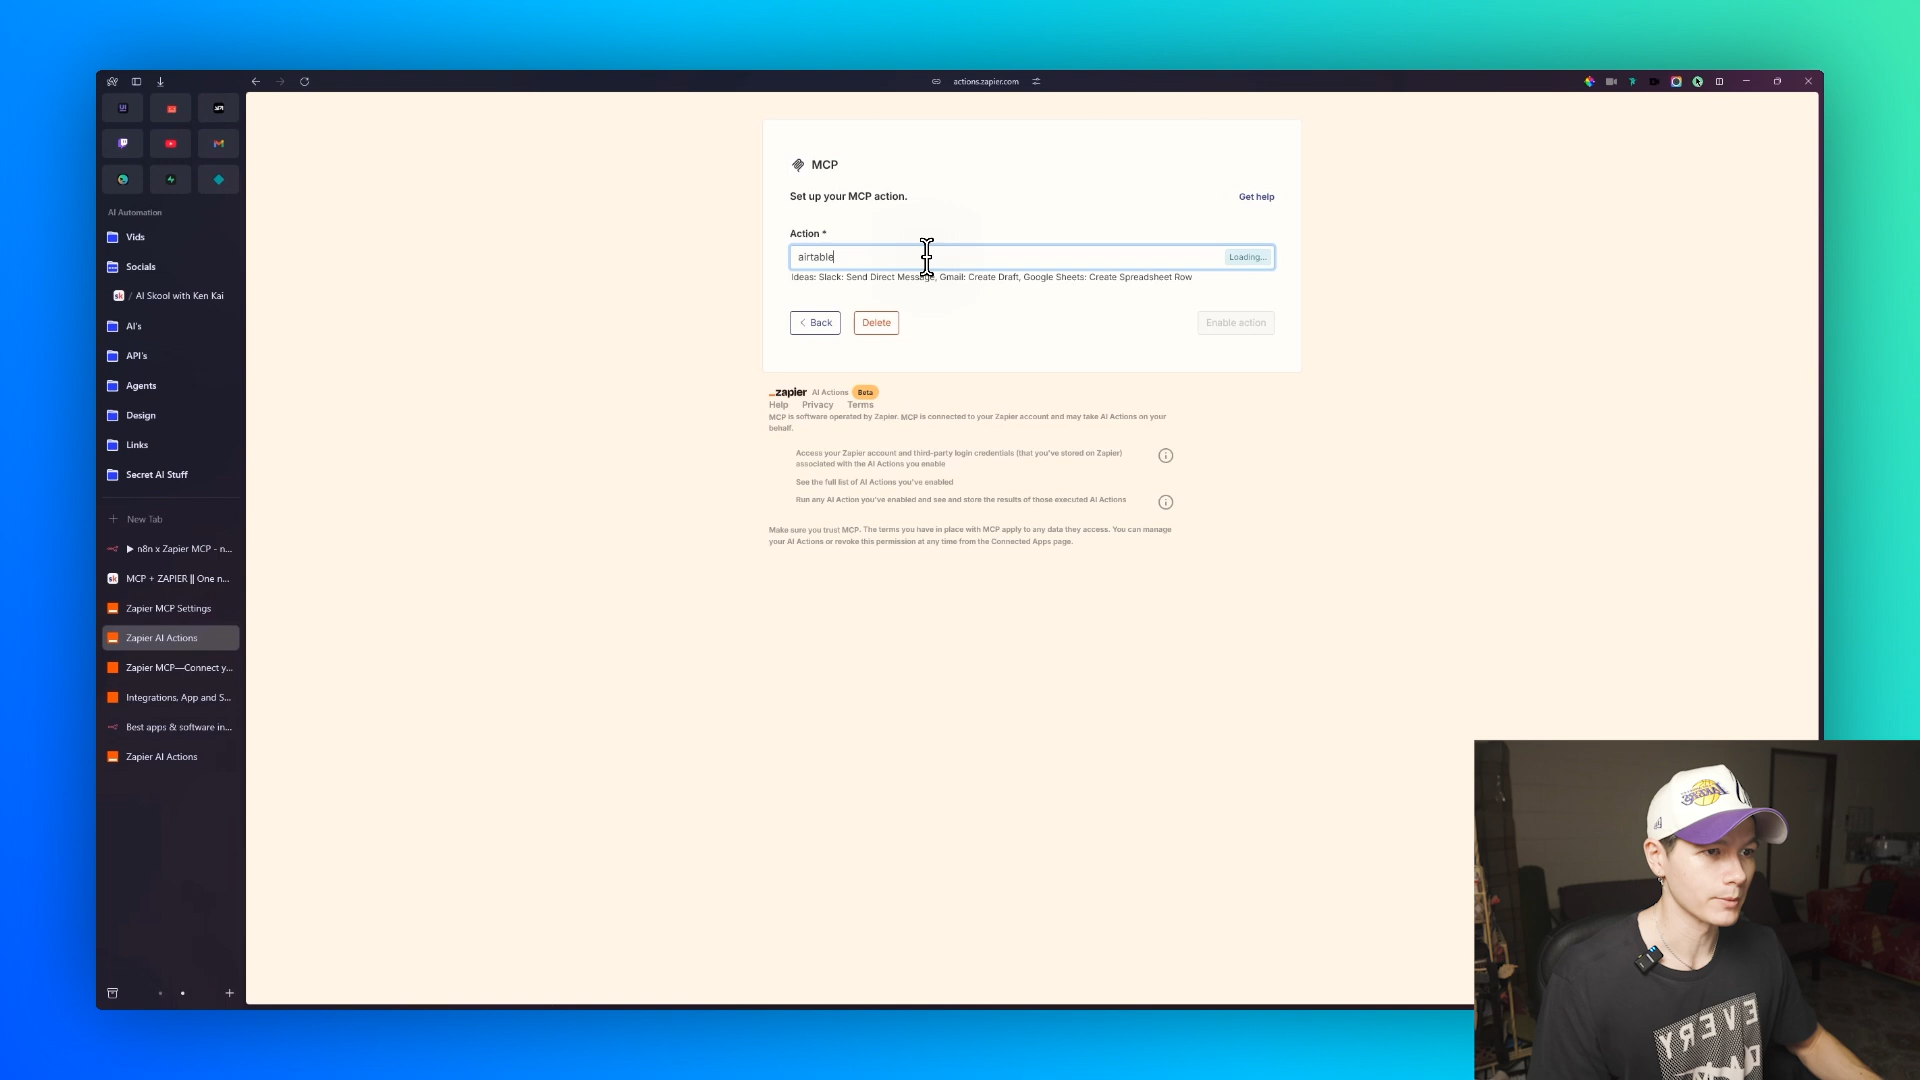 actions.zapier.com
AI Automation
Vids
Socials
/ AI Skool with Ken Kai
AI's
API's
Agents
Design
Links
Secret AI Stuff
New Tab
n8n x Zapier MCP - n...
MCP + ZAPIER || One n...
Zapier MCP Settings
Zapier AI Actions
Zapier MCP—Connect y...
Integrations, App and S...
Best apps & software in...
Zapier AI Actions
MCP
Set up your MCP action.
Get help
Action *
airtable
Loading...
Ideas: Slack: Send Direct Message, Gmail: Create Draft, Google Sheets: Create Spreadsheet Row
Back
Delete
Enable action
zapier AI Actions Beta
Help Privacy Terms
MCP is software operated by Zapier. MCP is connected to your Zapier account and may take AI Actions on your
behalf.
Access your Zapier account and third-party login credentials (that you've stored on Zapier)
associated with the AI Actions you enable
See the full list of AI Actions you've enabled
Run any AI Action you've enabled and see and store the results of those executed AI Actions
Make sure you trust MCP. The terms you have in place with MCP apply to any data they access. You can manage
your AI Actions or revoke this permission at any time from the Connected Apps page.
EVERY